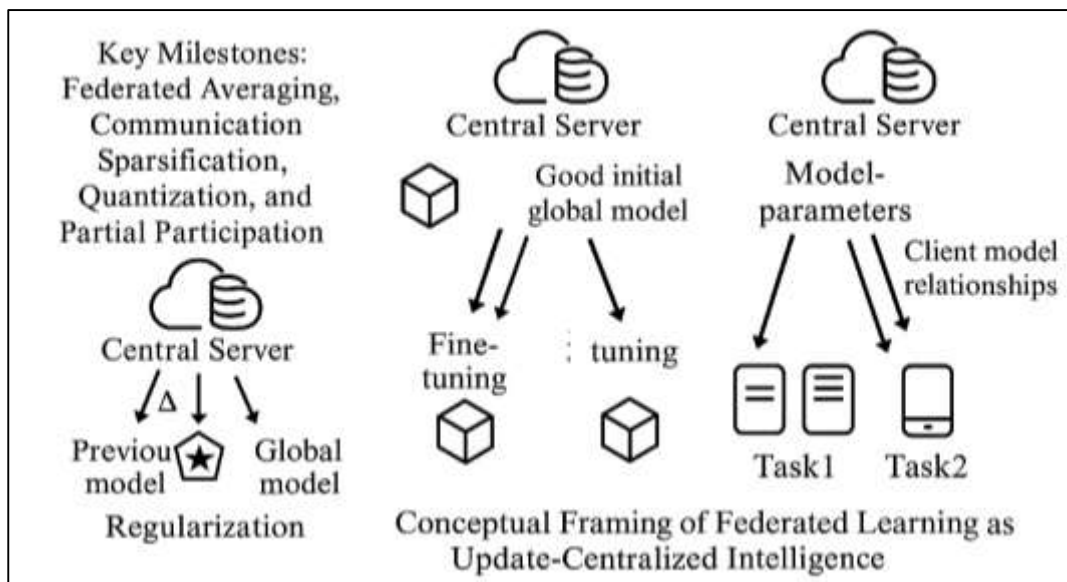 Key Milestones:
Federated Averaging,
Communication
Sparsification,
Quantization, and
Partial Participation
Central Server
Δ
Previou
model
Global
model
Regularization
Central Server
Good initial
global model
Fine-
tuning
⋮ tuning
Central Server
Model-
parameters
Client model
relationships
Task1
Task2
Conceptual Framing of Federated Learning as
Update-Centralized Intelligence